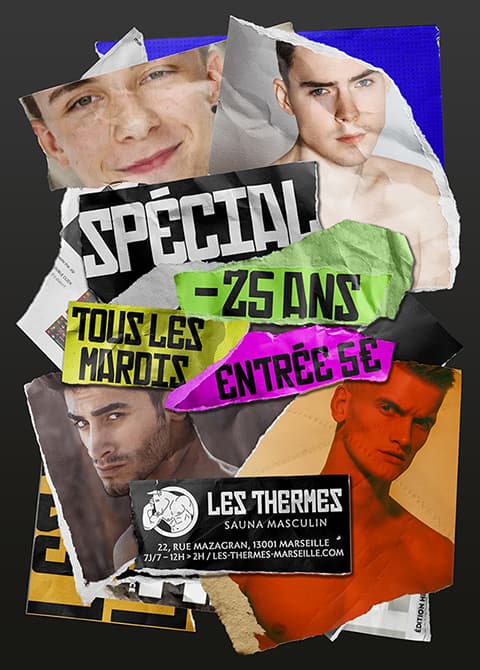 SPÉCIAL
-25 ANS
TOUS LES
MARDIS
ENTRÉE 5€
LES THERMES
SAUNA MASCULIN
22, RUE MAZAGRAN, 13001 MARSEILLE
7J/7 - 12H > 2H / LES-THERMES-MARSEILLE.COM